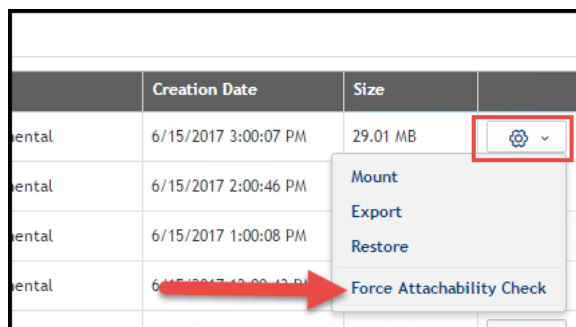 Creation Date Size
ental 6/15/2017 3:00:07 PM 29.01 MB
ental 6/15/2017 2:00:46 PM Mount
Export
ental 6/15/2017 1:00:08 PM Restore
ental Force Attachability Check